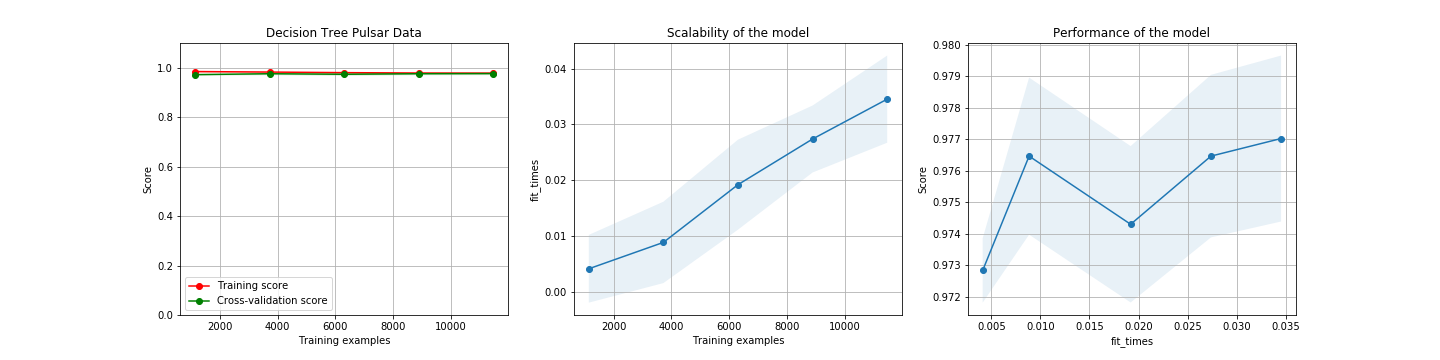 Decision Tree Pulsar Data
1.0
0.8
0.6
0.4
0.2
0.0
Score
Training score
Cross-validation score
2000 4000 6000 8000 10000
Training examples
Scalability of the model
0.04
0.03
0.02
0.01
0.00
fit_times
2000 4000 6000 8000 10000
Training examples
Performance of the model
0.980
0.979
0.978
0.977
0.976
0.975
0.974
0.973
0.972
Score
0.005 0.010 0.015 0.020 0.025 0.030 0.035
fit_times